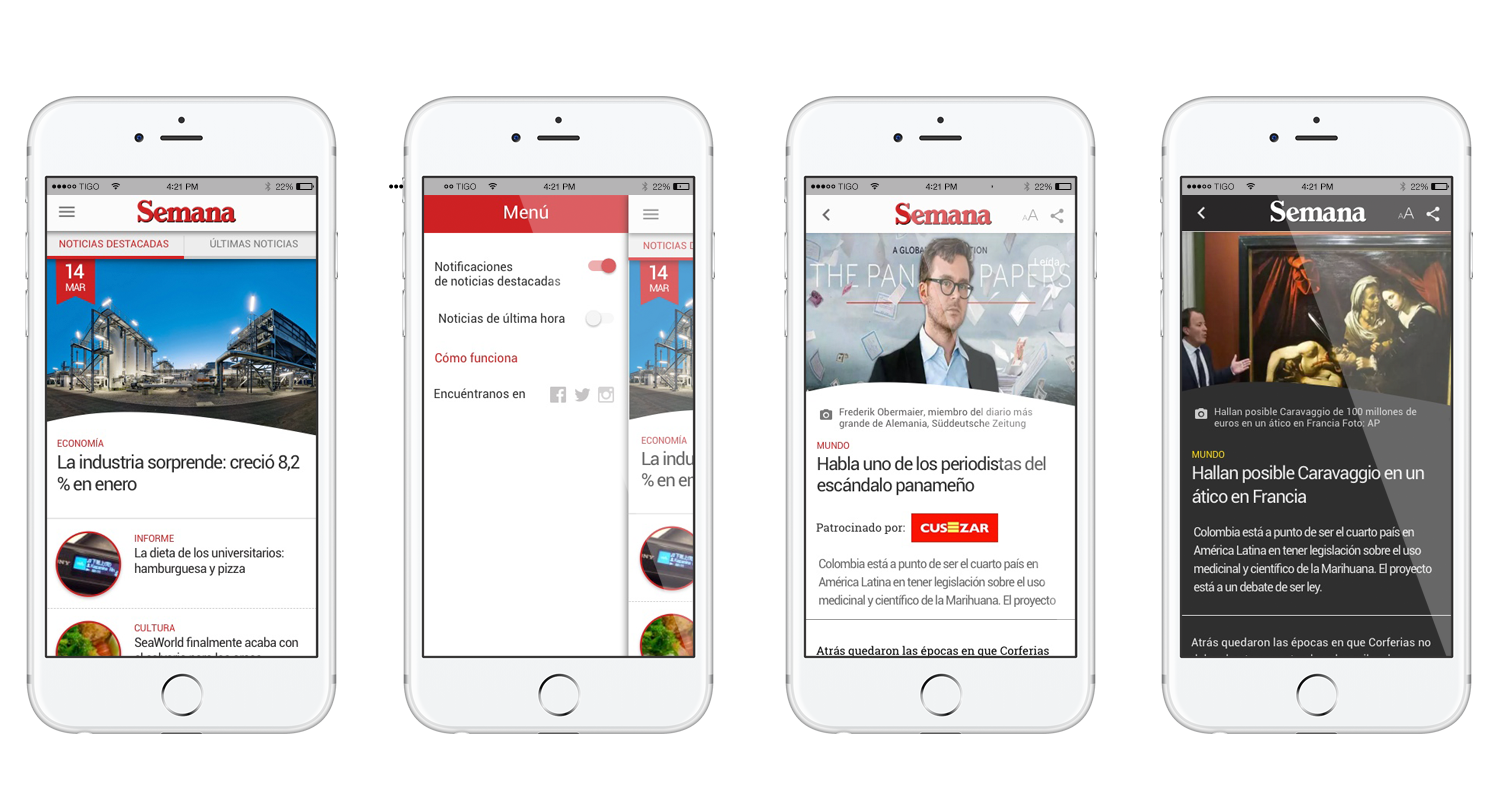 TIGO 4:21 PM 22%
Semana
NOTICIAS DESTACADAS ÚLTIMAS NOTICIAS
14
MAR
ECONOMÍA
La industria sorprende: creció 8,2
% en enero
INFORME
La dieta de los universitarios:
hamburguesa y pizza
CULTURA
SeaWorld finalmente acaba con
TIGO 4:21 PM 22%
Menú
Notificaciones
de noticias destacadas
Noticias de última hora
Cómo funciona
Encuéntranos en
NOTICIAS D
14
MAR
ECONOMÍA
La indu
% en en
TIGO 4:21 PM 22%
Semana
AA
A GLOBAL
THE PAN PAPERS
Leída
Frederik Obermaier, miembro del diario más
grande de Alemania, Süddeutsche Zeitung
MUNDO
Habla uno de los periodistas del
escándalo panameño
Patrocinado por: CUSEZAR
Colombia está a punto de ser el cuarto país en
América Latina en tener legislación sobre el uso
medicinal y científico de la Marihuana. El proyecto
Atrás quedaron las épocas en que Corferias
TIGO 4:21 PM 22%
Semana
AA
Hallan posible Caravaggio de 100 millones de
euros en un ático en Francia Foto: AP
MUNDO
Hallan posible Caravaggio en un
ático en Francia
Colombia está a punto de ser el cuarto país en
América Latina en tener legislación sobre el uso
medicinal y científico de la Marihuana. El proyecto
está a un debate de ser ley.
Atrás quedaron las épocas en que Corferias no